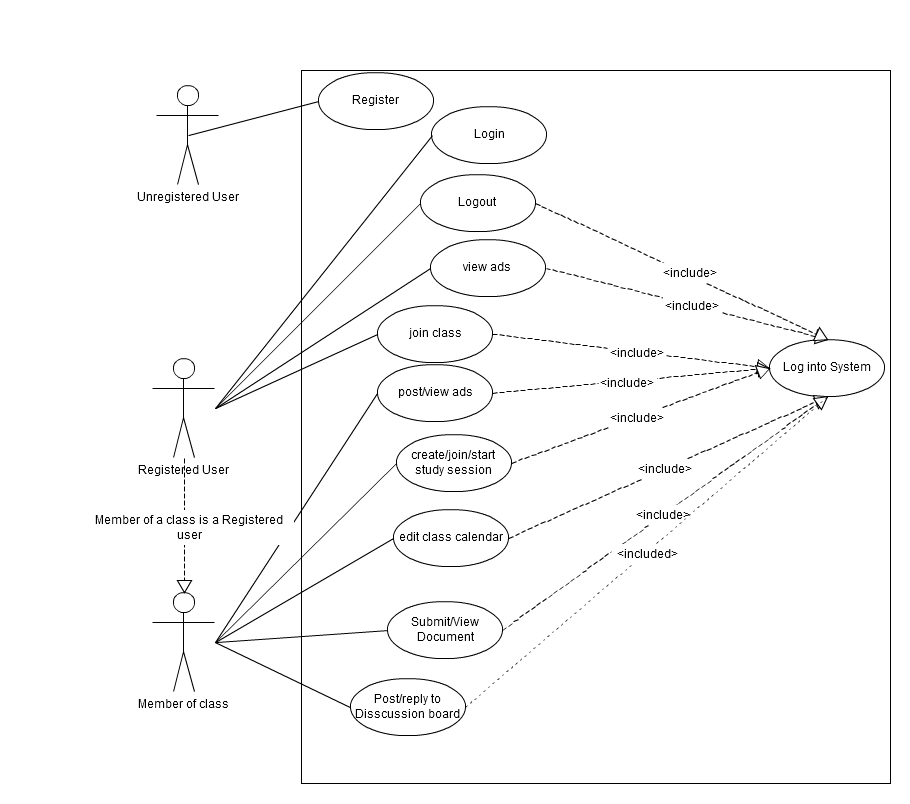 Register
Login
Unregistered User
Logout
view ads
<include>
<include>
join class
<include>
Log into System
<include>
post/view ads
<include>
create/join/start
study session
Registered User
<include>
Member of a class is a Registered
user
<include>
edit class calendar
<included>
Submit/View
Document
Member of class
Post/reply to
Disscussion board